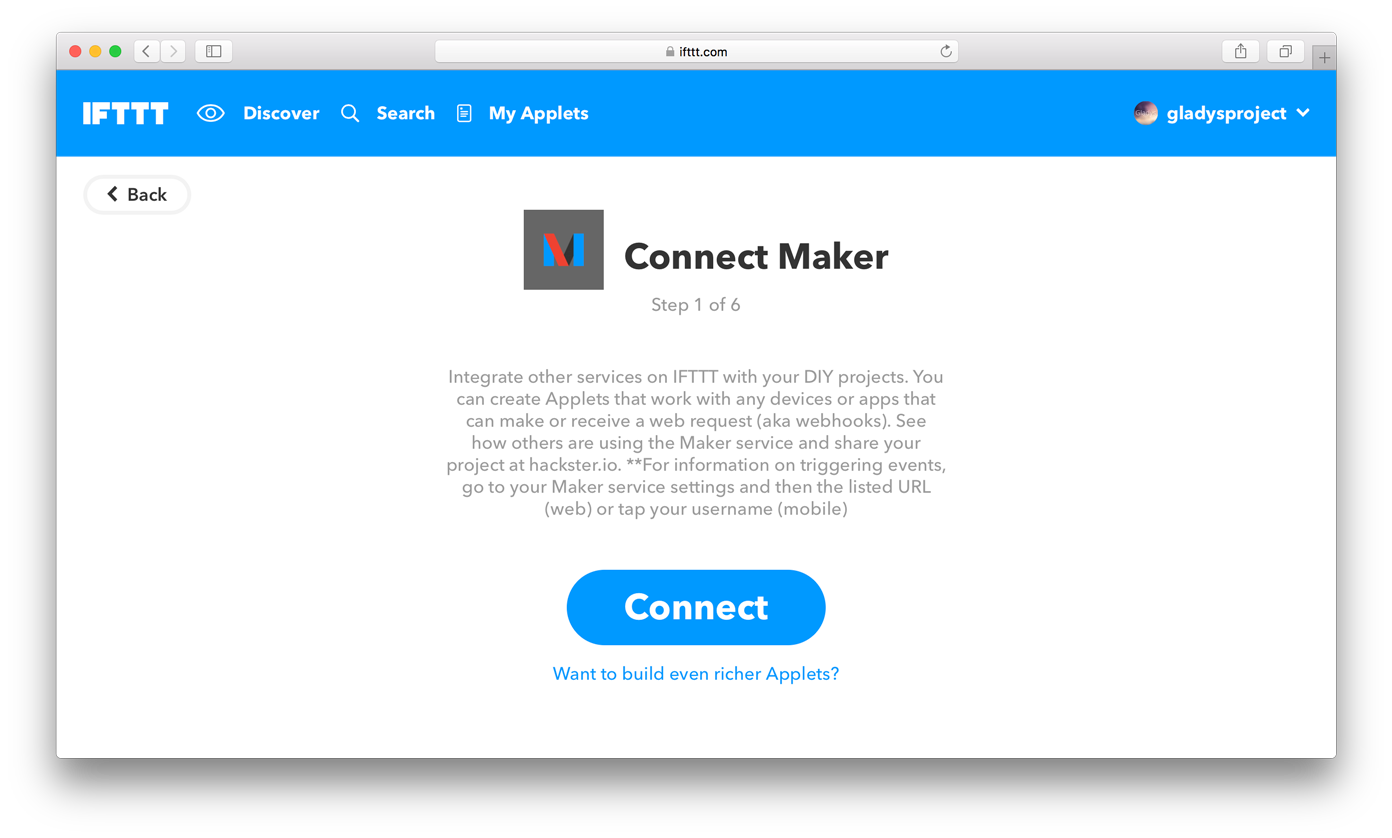 ifttt.com
IFTTT Discover Search My Applets gladysproject
Back
Connect Maker
Step 1 of 6
Integrate other services on IFTTT with your DIY projects. You
can create Applets that work with any devices or apps that
can make or receive a web request (aka webhooks). See
how others are using the Maker service and share your
project at hackster.io. **For information on triggering events,
go to your Maker service settings and then the listed URL
(web) or tap your username (mobile)
Connect
Want to build even richer Applets?